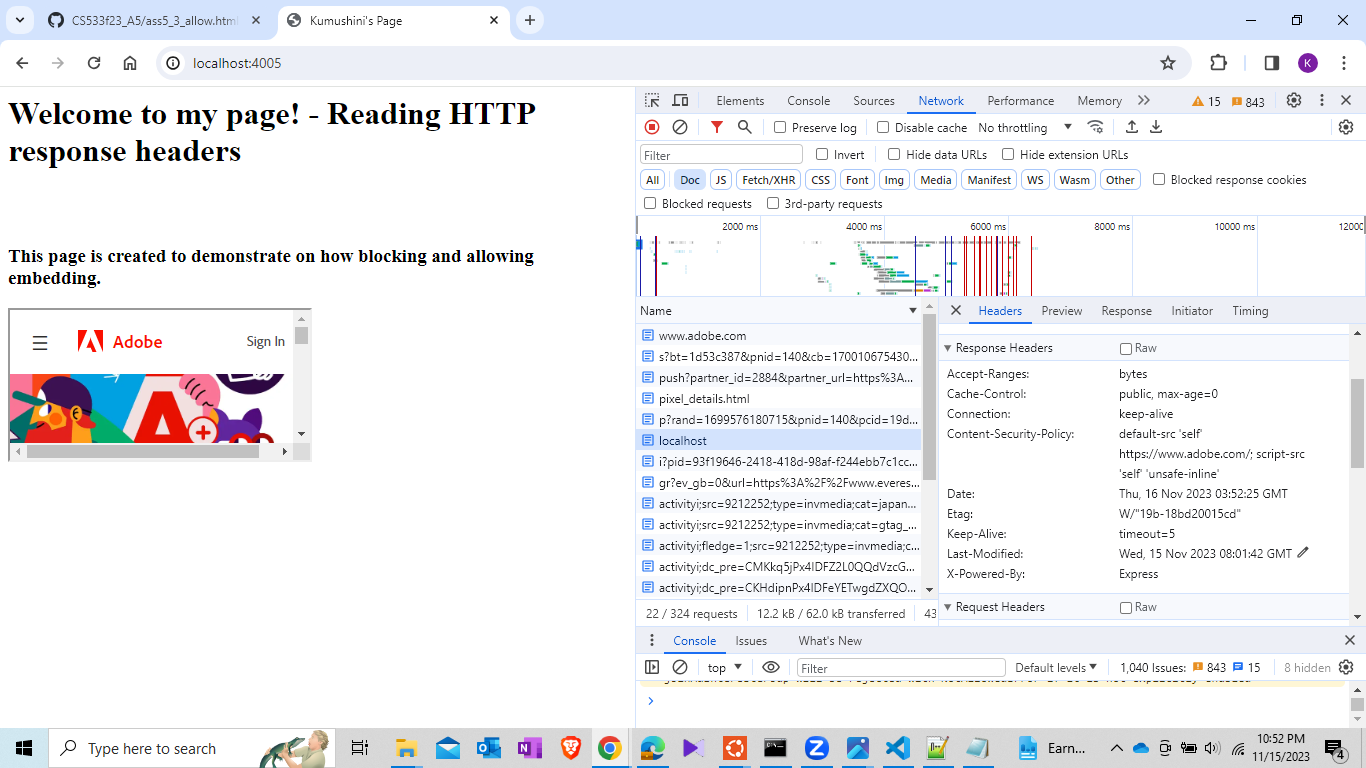 CS533f23_A5/ass5_3_allow.html
Kumushini's Page
localhost:4005
K
Welcome to my page! - Reading HTTP
response headers
This page is created to demonstrate on how blocking and allowing
embedding.
Adobe
Sign In
Elements Console Sources Network Performance Memory 15 843
Preserve log Disable cache No throttling
Filter Invert Hide data URLs Hide extension URLs
All Doc JS Fetch/XHR CSS Font Img Media Manifest WS Wasm Other Blocked response cookies
Blocked requests 3rd-party requests
2000 ms 4000 ms 6000 ms 8000 ms 10000 ms 12000
Name
www.adobe.com
s?bt=1d53c387&pnid=140&cb=170010675430...
push?partner_id=2884&partner_url=https%3A...
pixel_details.html
p?rand=1699576180715&pnid=140&pcid=19d...
localhost
i?pid=93f19646-2418-418d-98af-f244ebb7c1cc...
gr?ev_gb=0&url=https%3A%2F%2Fwww.everes...
activityi;src=9212252;type=invmedia;cat=japan...
activityi;src=9212252;type=invmedia;cat=gtag_...
activityi;fledge=1;src=9212252;type=invmedia;c...
activityi;dc_pre=CMKkq5jPx4IDFZ2L0QQdVzcG...
activityi;dc_pre=CKHdipnPx4IDFeYETwgdZXQO...
22 / 324 requests 12.2 kB / 62.0 kB transferred 43
Headers Preview Response Initiator Timing
Response Headers Raw
Accept-Ranges: bytes
Cache-Control: public, max-age=0
Connection: keep-alive
Content-Security-Policy: default-src 'self'
https://www.adobe.com/; script-src
'self' 'unsafe-inline'
Date: Thu, 16 Nov 2023 03:52:25 GMT
Etag: W/"19b-18bd20015cd"
Keep-Alive: timeout=5
Last-Modified: Wed, 15 Nov 2023 08:01:42 GMT
X-Powered-By: Express
Request Headers Raw
Console Issues What's New
top Filter Default levels 1,040 Issues: 843 15 8 hidden
Type here to search
Earn...
10:52 PM
11/15/2023
4